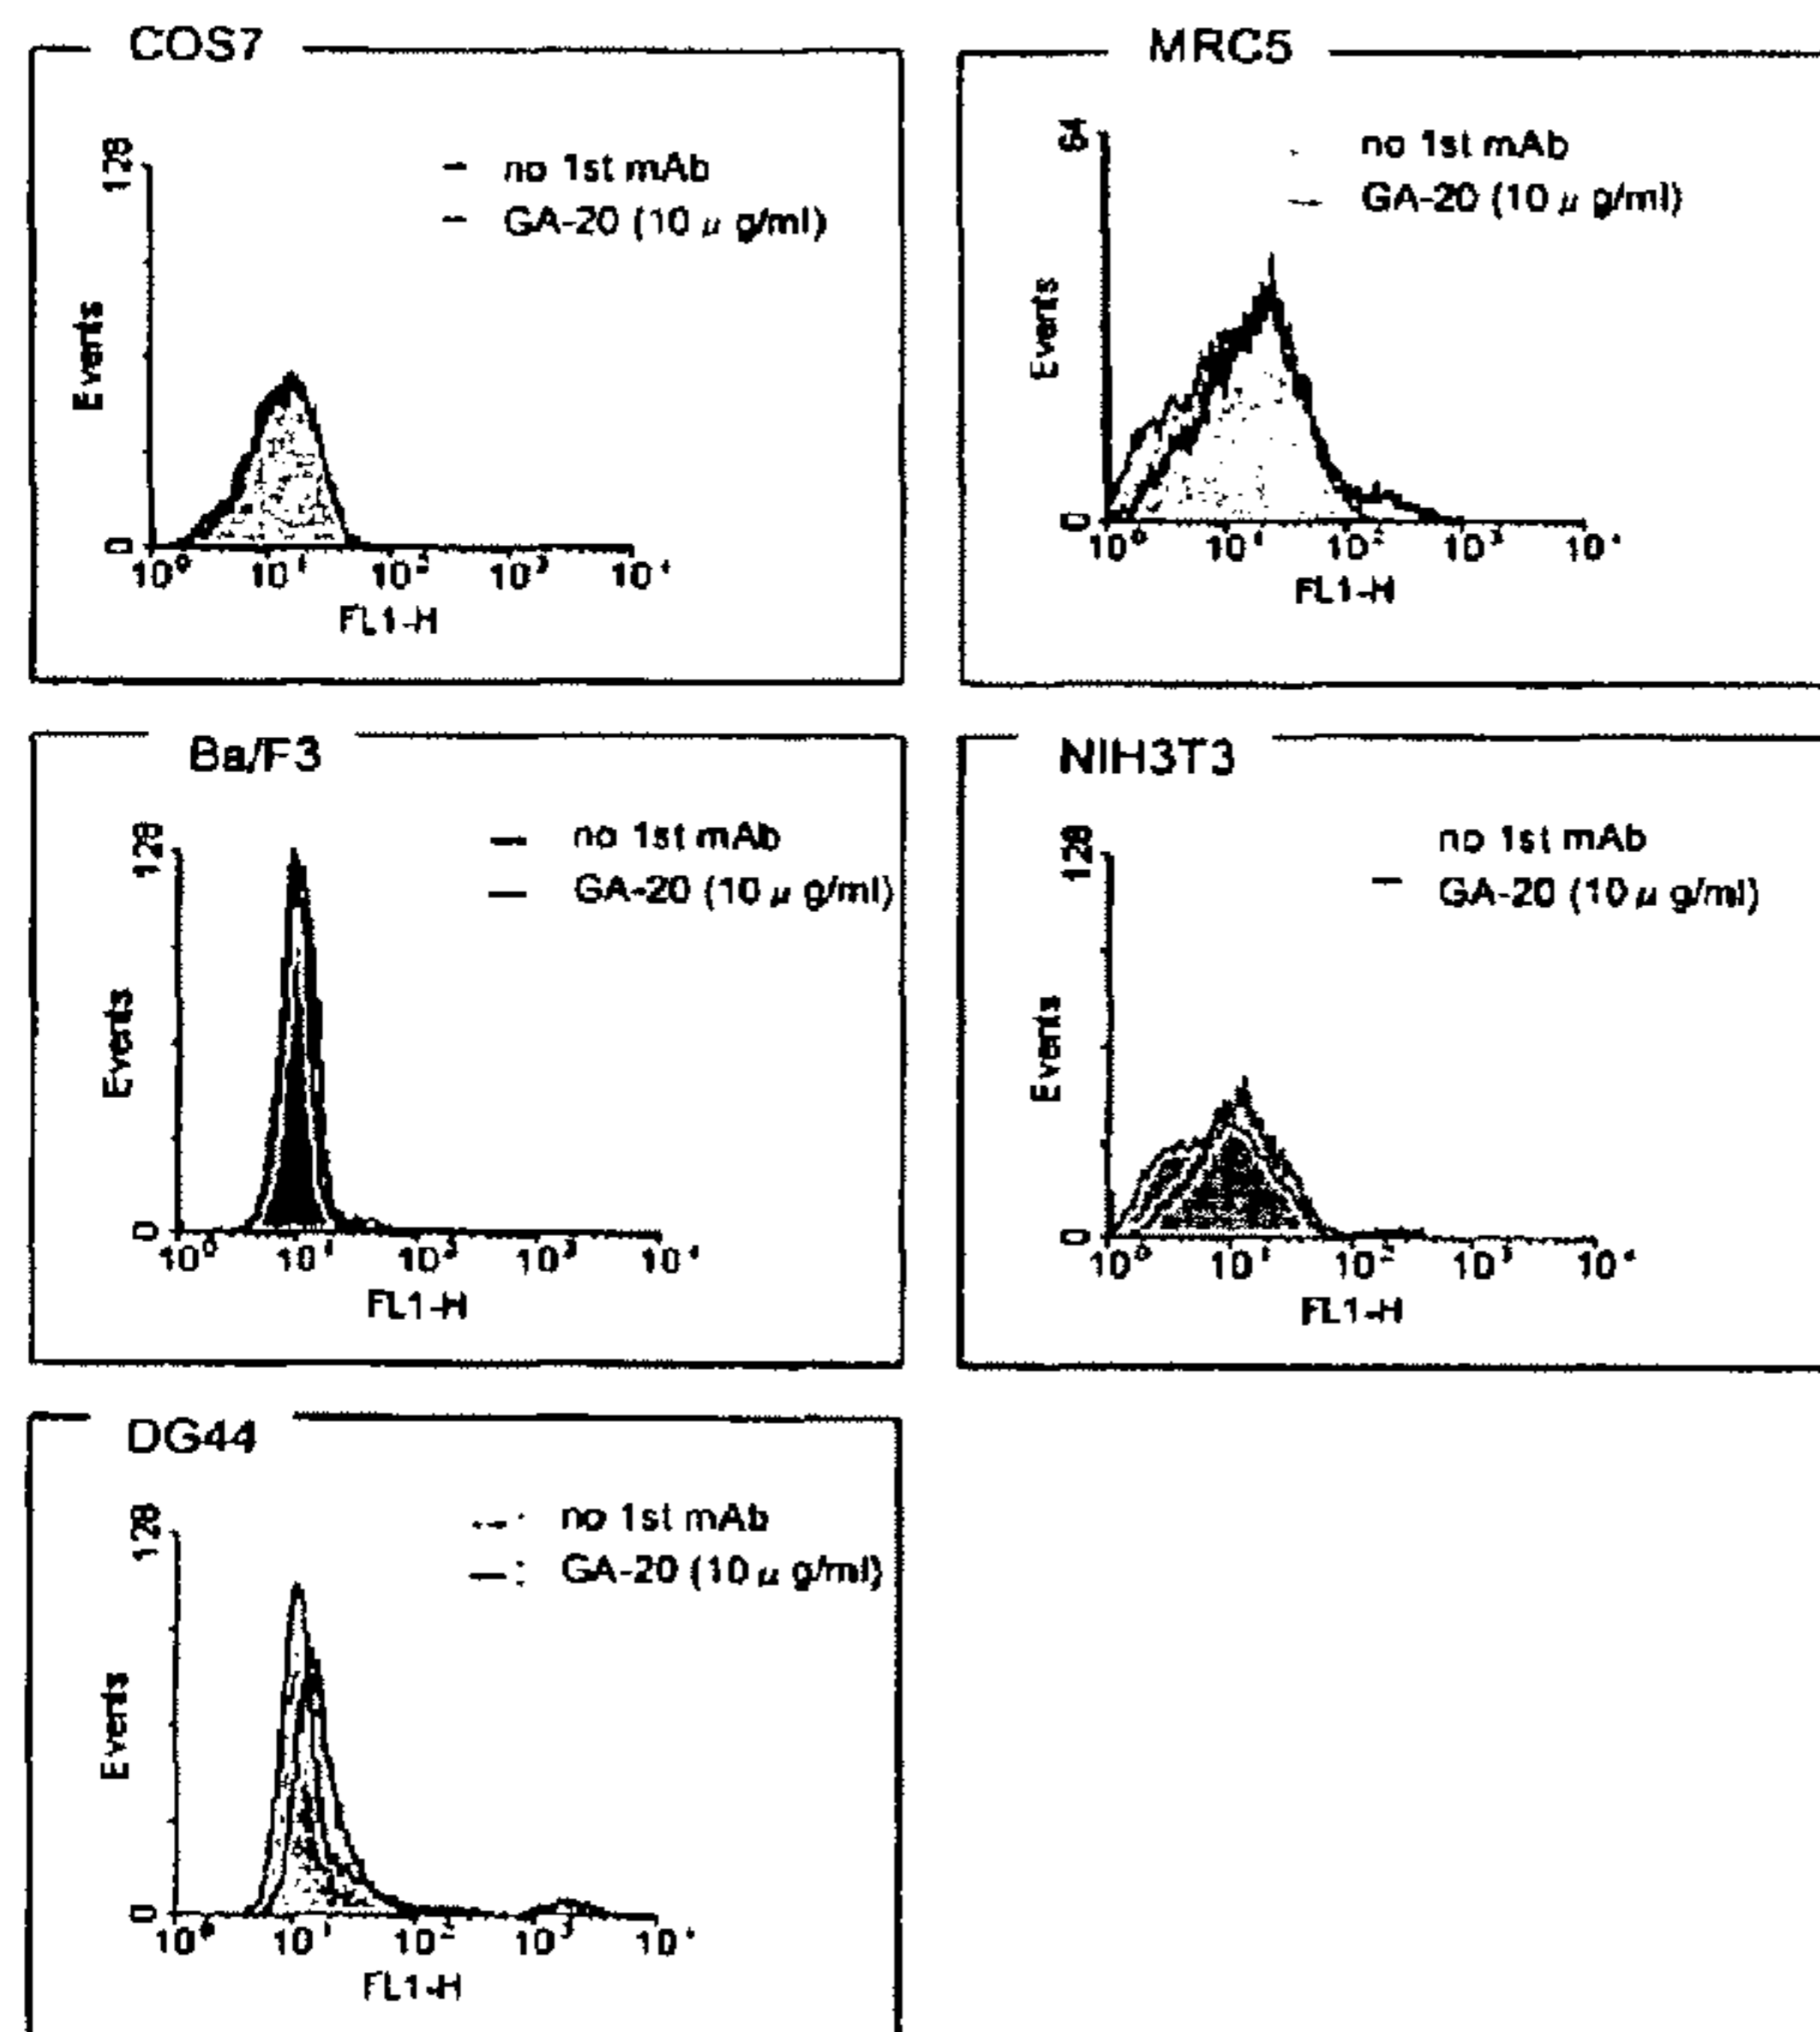 COS7
128
no 1st mAb
GA-20 (10 μ g/ml)
Events
0
10⁰ 10¹ 10² 10³ 10⁴
FL1-H
MRC5
64
no 1st mAb
GA-20 (10 μ g/ml)
Events
0
10⁰ 10¹ 10² 10³ 10⁴
FL1-H
Ba/F3
128
no 1st mAb
GA-20 (10 μ g/ml)
Events
0
10⁰ 10¹ 10² 10³ 10⁴
FL1-H
NIH3T3
128
no 1st mAb
GA-20 (10 μ g/ml)
Events
0
10⁰ 10¹ 10² 10³ 10⁴
FL1-H
DG44
128
no 1st mAb
GA-20 (10 μ g/ml)
Events
0
10⁰ 10¹ 10² 10³ 10⁴
FL1-H